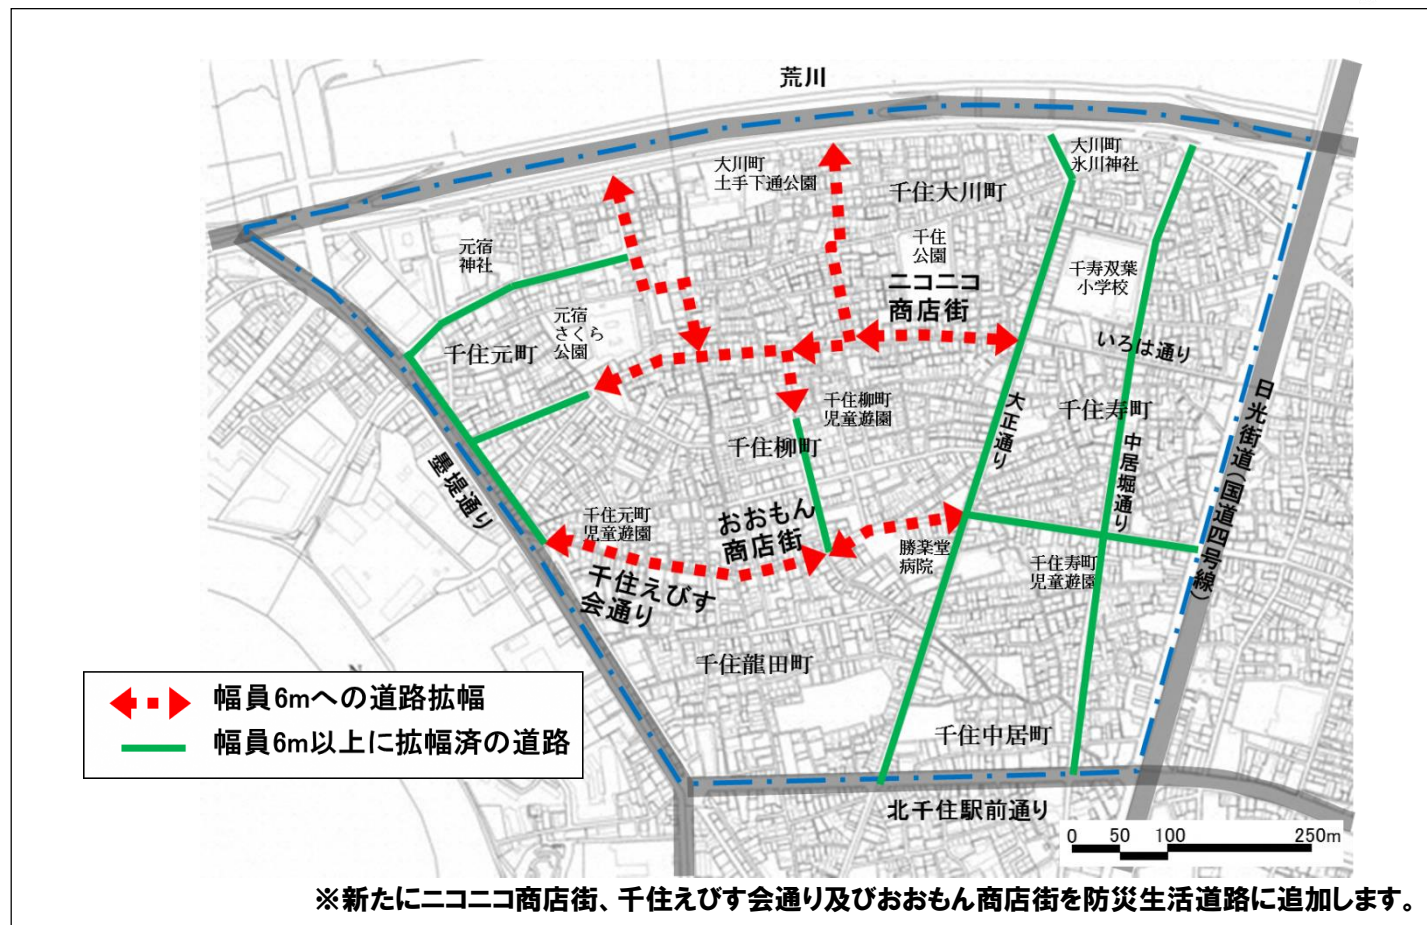 荒川
大川町
土手下通公園
千住大川町
大川町
氷川神社
元宿
神社
千住
公園
千寿双葉
小学校
ニコニコ
商店街
元宿
さくら
公園
千住元町
いろは通り
千住柳町
児童遊園
大正通り
千住寿町
日光街道(国道四号線)
千住柳町
中居堀通り
墨堤通り
千住元町
児童遊園
おおもん
商店街
勝楽堂
病院
千住寿町
児童遊園
千住えびす
会通り
千住龍田町
千住中居町
幅員6mへの道路拡幅
幅員6m以上に拡幅済の道路
北千住駅前通り
0 50 100 250m
※新たにニコニコ商店街、千住えびす会通り及びおおもん商店街を防災生活道路に追加します。